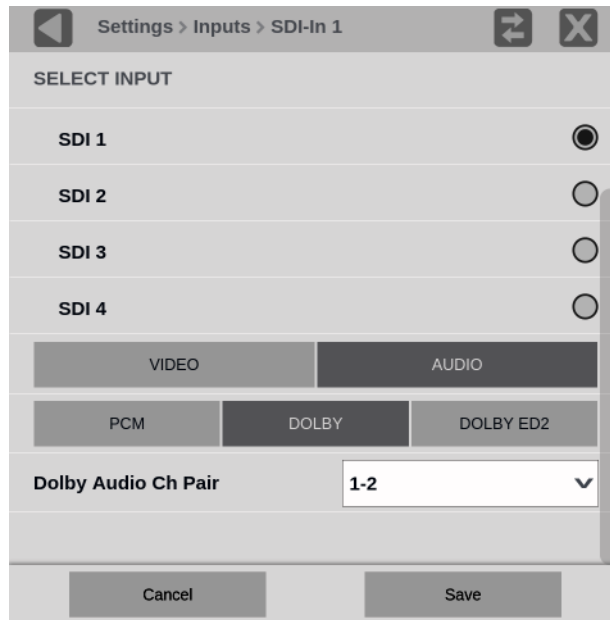 Settings > Inputs > SDI-In 1
SELECT INPUT
SDI 1
SDI 2
SDI 3
SDI 4
VIDEO AUDIO
PCM DOLBY DOLBY ED2
Dolby Audio Ch Pair 1-2
Cancel Save